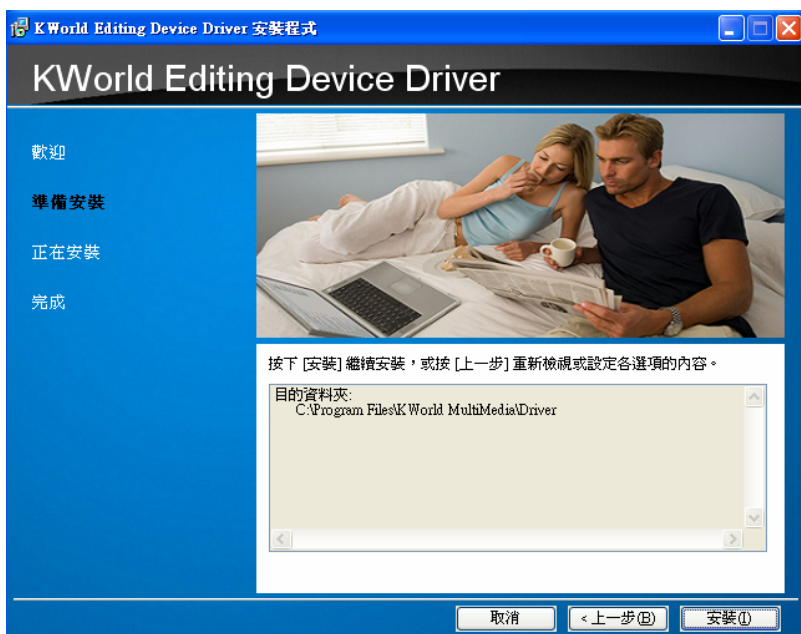 KWorld Editing Device Driver 安裝程式
KWorld Editing Device Driver
歡迎
準備安裝
正在安裝
完成
按下 [安裝] 繼續安裝，或按 [上一步] 重新檢視或設定各選項的內容。
目的資料夾:
C:\Program Files\KWorld MultiMedia\Driver
取消
<上一步(B)
安裝(I)